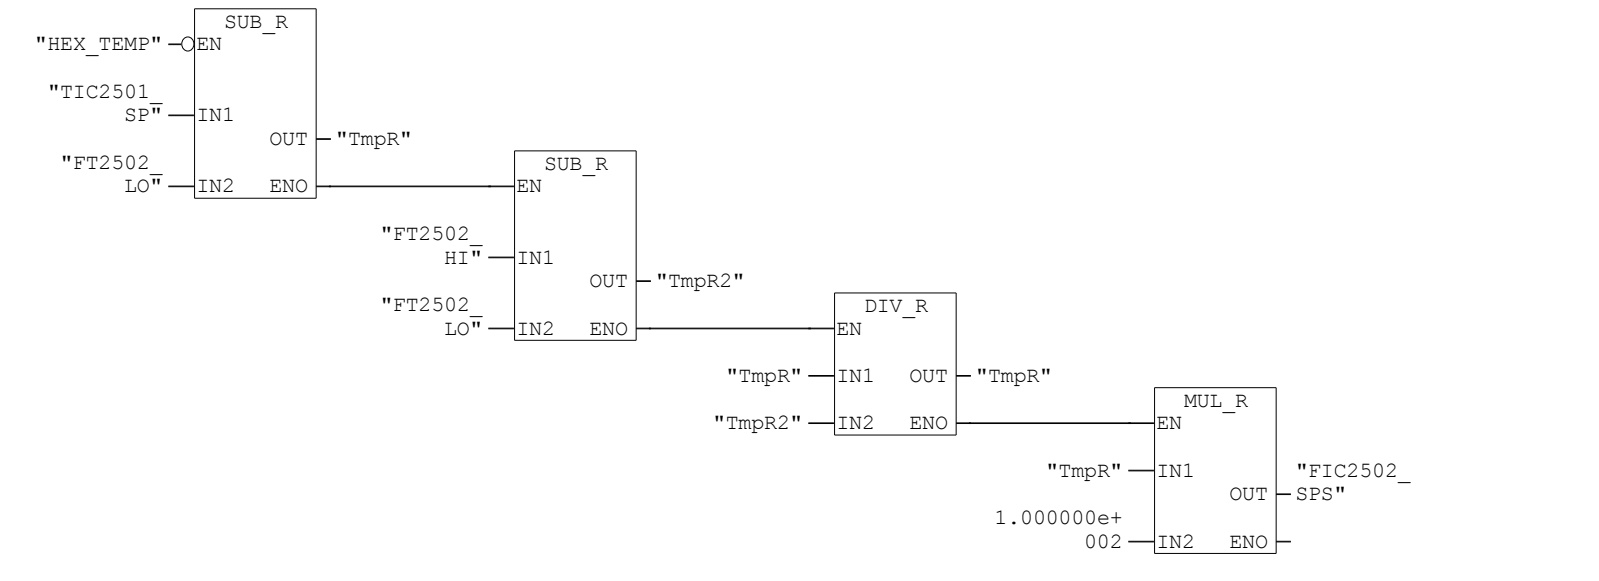 SUB_R
"HEX_TEMP" EN
"TIC2501_
SP" IN1
OUT "TmpR"
"FT2502_
LO" IN2 ENO
SUB_R
EN
"FT2502_
HI" IN1
OUT "TmpR2"
"FT2502_
LO" IN2 ENO
DIV_R
EN
"TmpR" IN1 OUT "TmpR"
"TmpR2" IN2 ENO
MUL_R
EN
"TmpR" IN1
"FIC2502_
OUT SPS"
1.000000e+
002 IN2 ENO